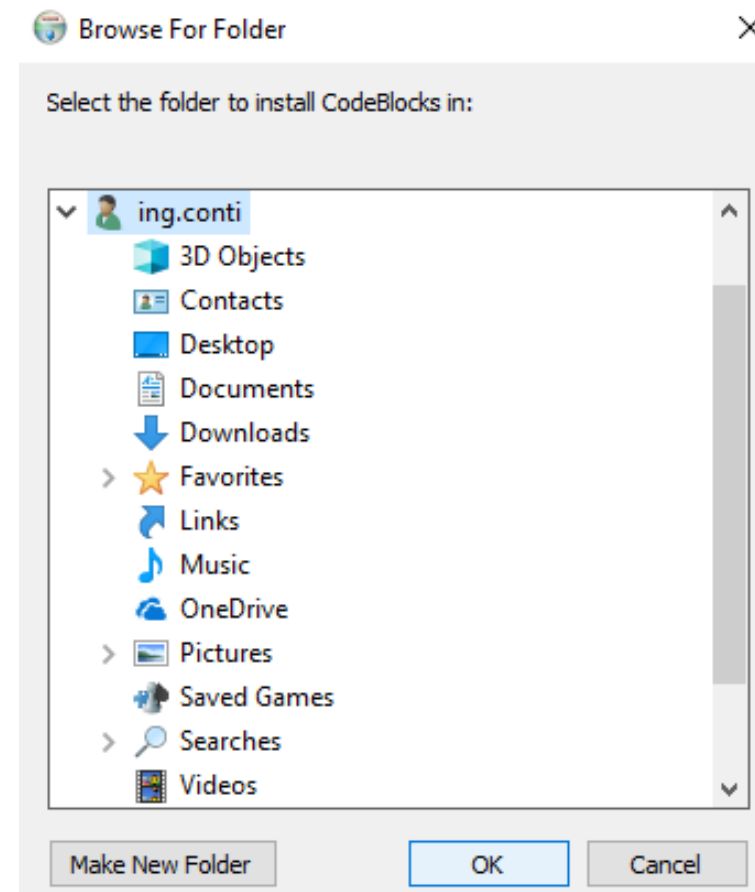 Browse For Folder
Select the folder to install CodeBlocks in:
ing.conti
3D Objects
Contacts
Desktop
Documents
Downloads
Favorites
Links
Music
OneDrive
Pictures
Saved Games
Searches
Videos
Make New Folder OK Cancel